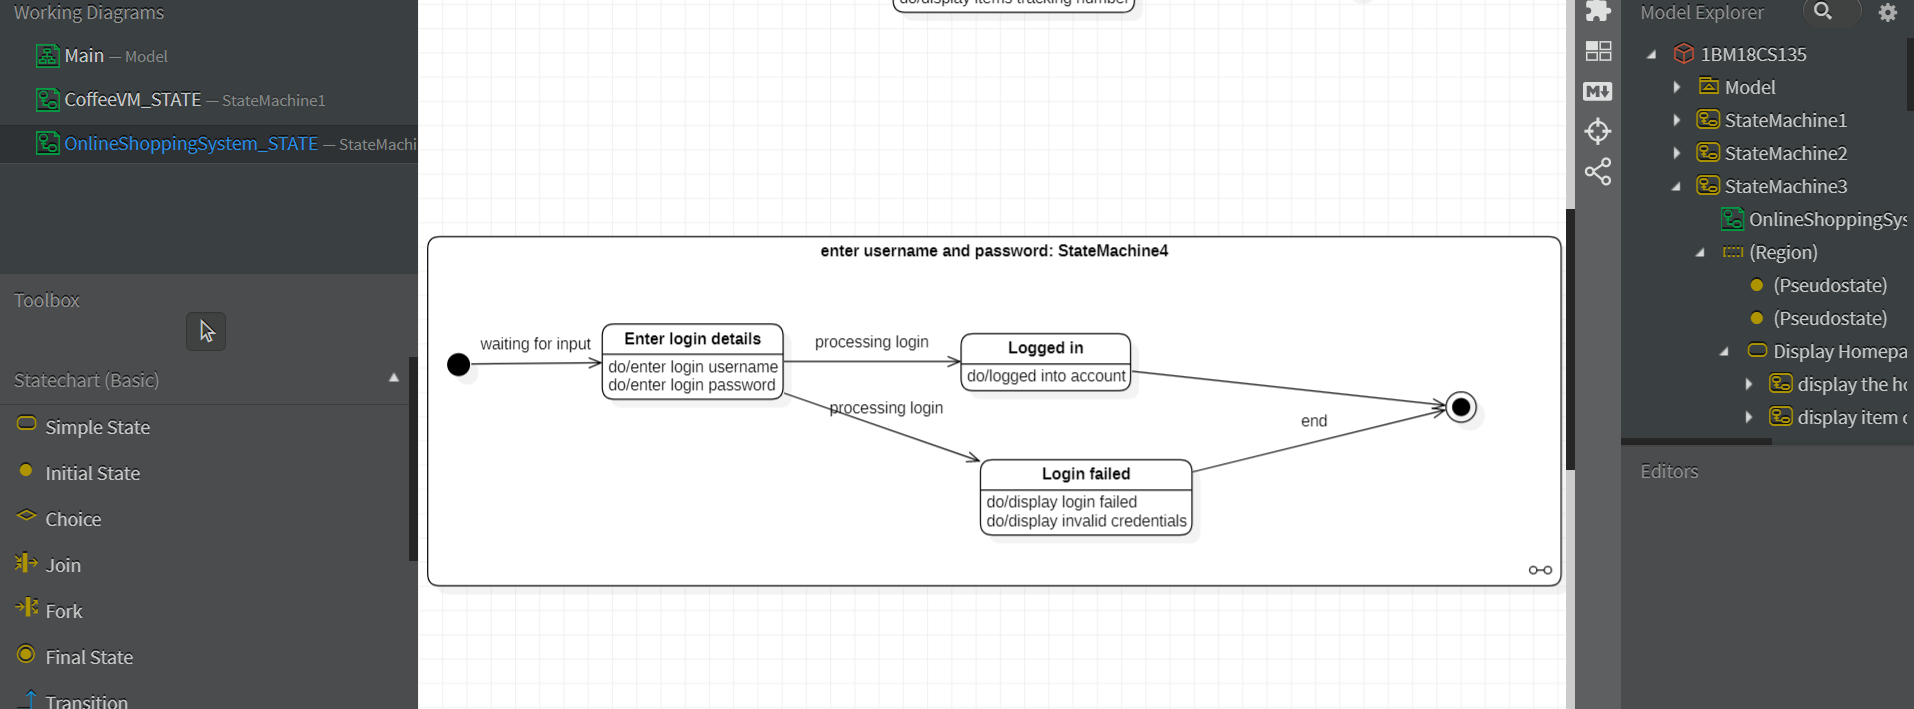 Working Diagrams
Main — Model
CoffeeVM_STATE — StateMachine1
OnlineShoppingSystem_STATE — StateMachi
Toolbox
Statechart (Basic)
Simple State
Initial State
Choice
Join
Fork
Final State
Transition
do/display items tracking number
enter username and password: StateMachine4
waiting for input
Enter login details
do/enter login username
do/enter login password
processing login
Logged in
do/logged into account
processing login
end
Login failed
do/display login failed
do/display invalid credentials
M
Model Explorer
1BM18CS135
Model
StateMachine1
StateMachine2
StateMachine3
OnlineShoppingSys
(Region)
(Pseudostate)
(Pseudostate)
Display Homepa
display the ho
display item
Editors